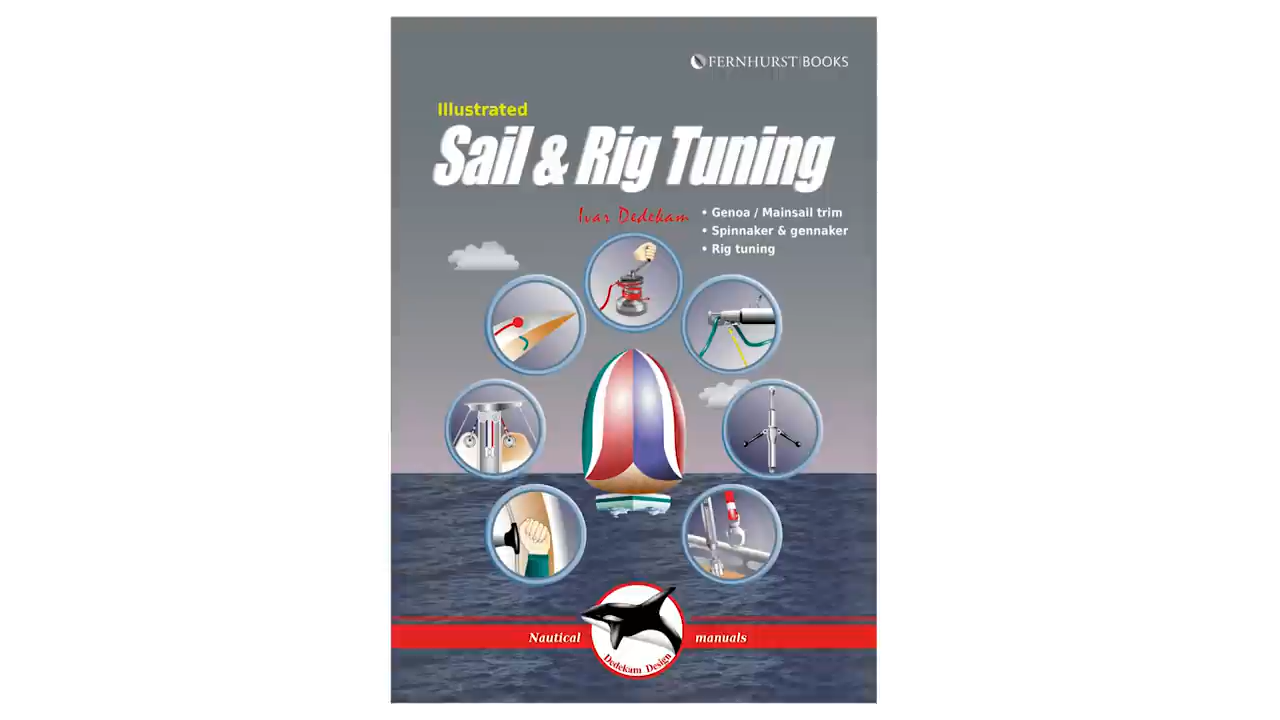 FERNHURST BOOKS
Illustrated
Sail & Rig Tuning
Ivar Dedekam
• Genoa / Mainsail trim
• Spinnaker & gennaker
• Rig tuning
Nautical manuals
Dedekam Design